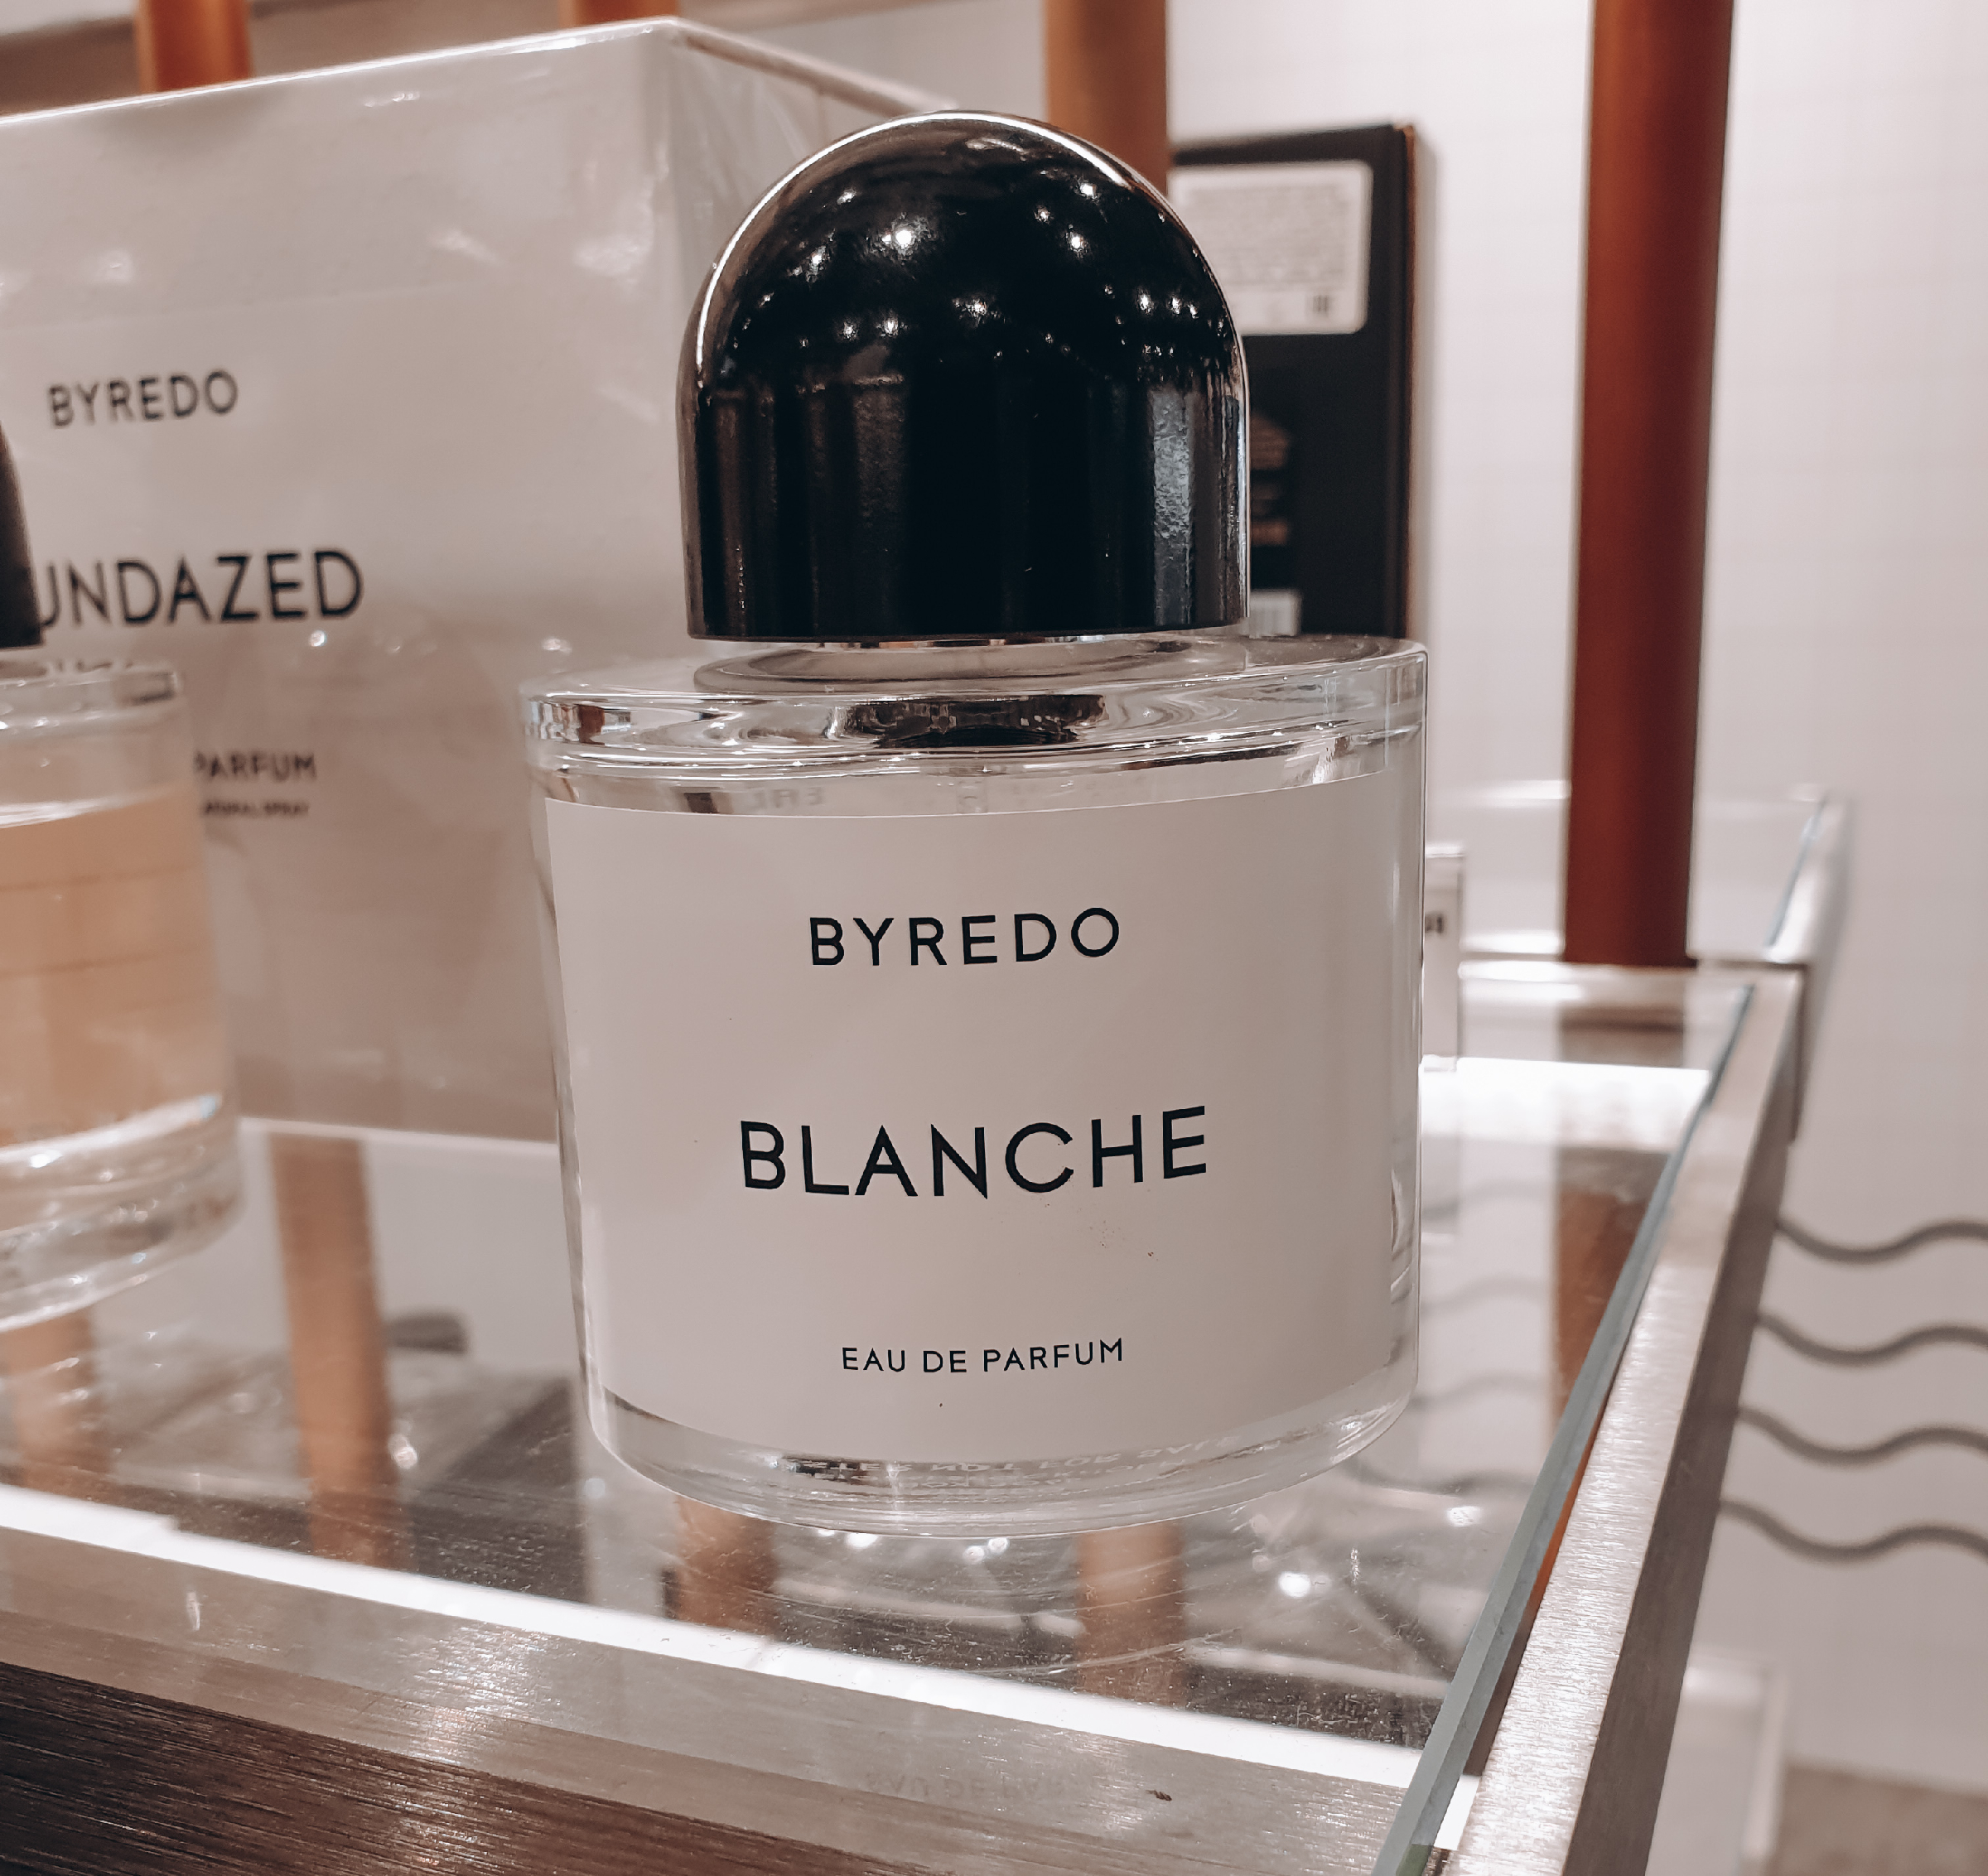 BYREDO
UNDAZED
PARFUM
BYREDO
BLANCHE
EAU DE PARFUM